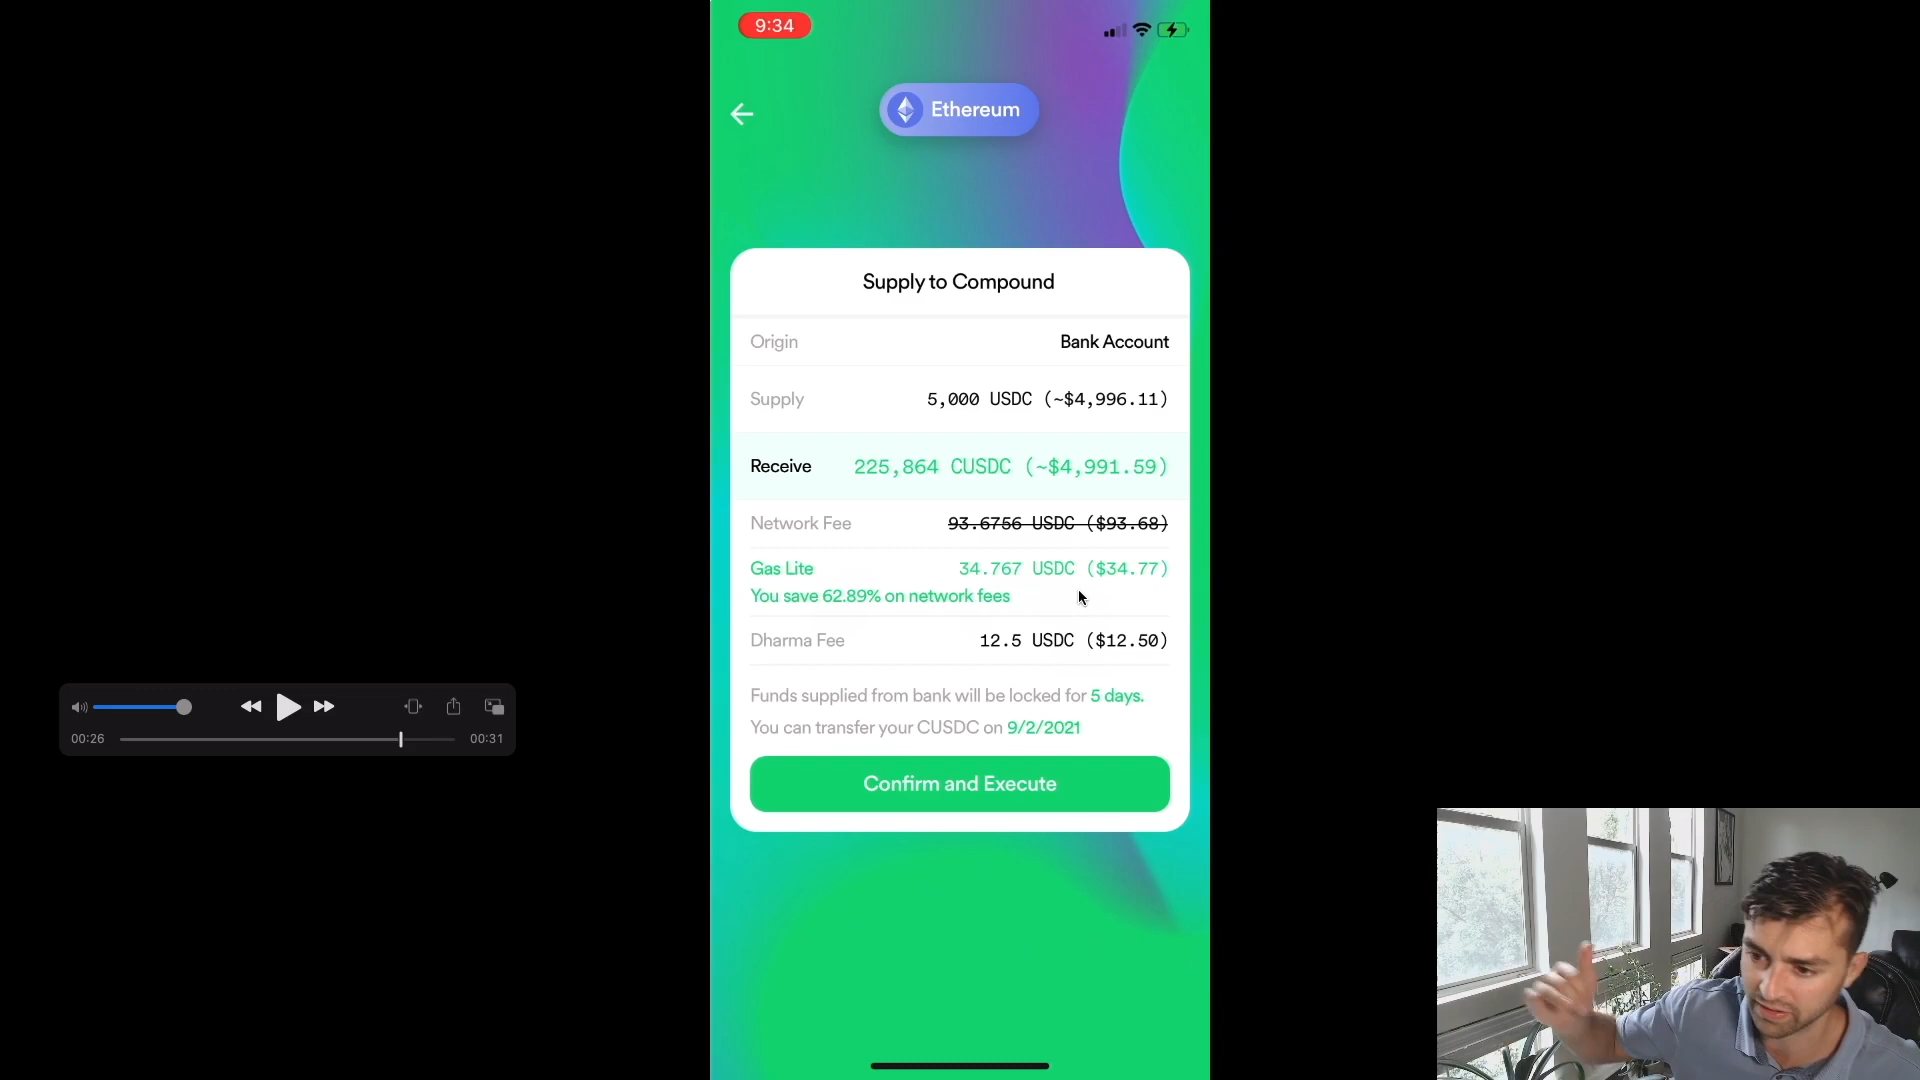 9:34
Ethereum
Supply to Compound
Origin Bank Account
Supply 5,000 USDC (~$4,996.11)
Receive 225,864 CUSDC (~$4,991.59)
Network Fee 93.6756 USDC ($93.68)
Gas Lite 34.767 USDC ($34.77)
You save 62.89% on network fees
Dharma Fee 12.5 USDC ($12.50)
Funds supplied from bank will be locked for 5 days.
You can transfer your CUSDC on 9/2/2021
Confirm and Execute
00:26 00:31